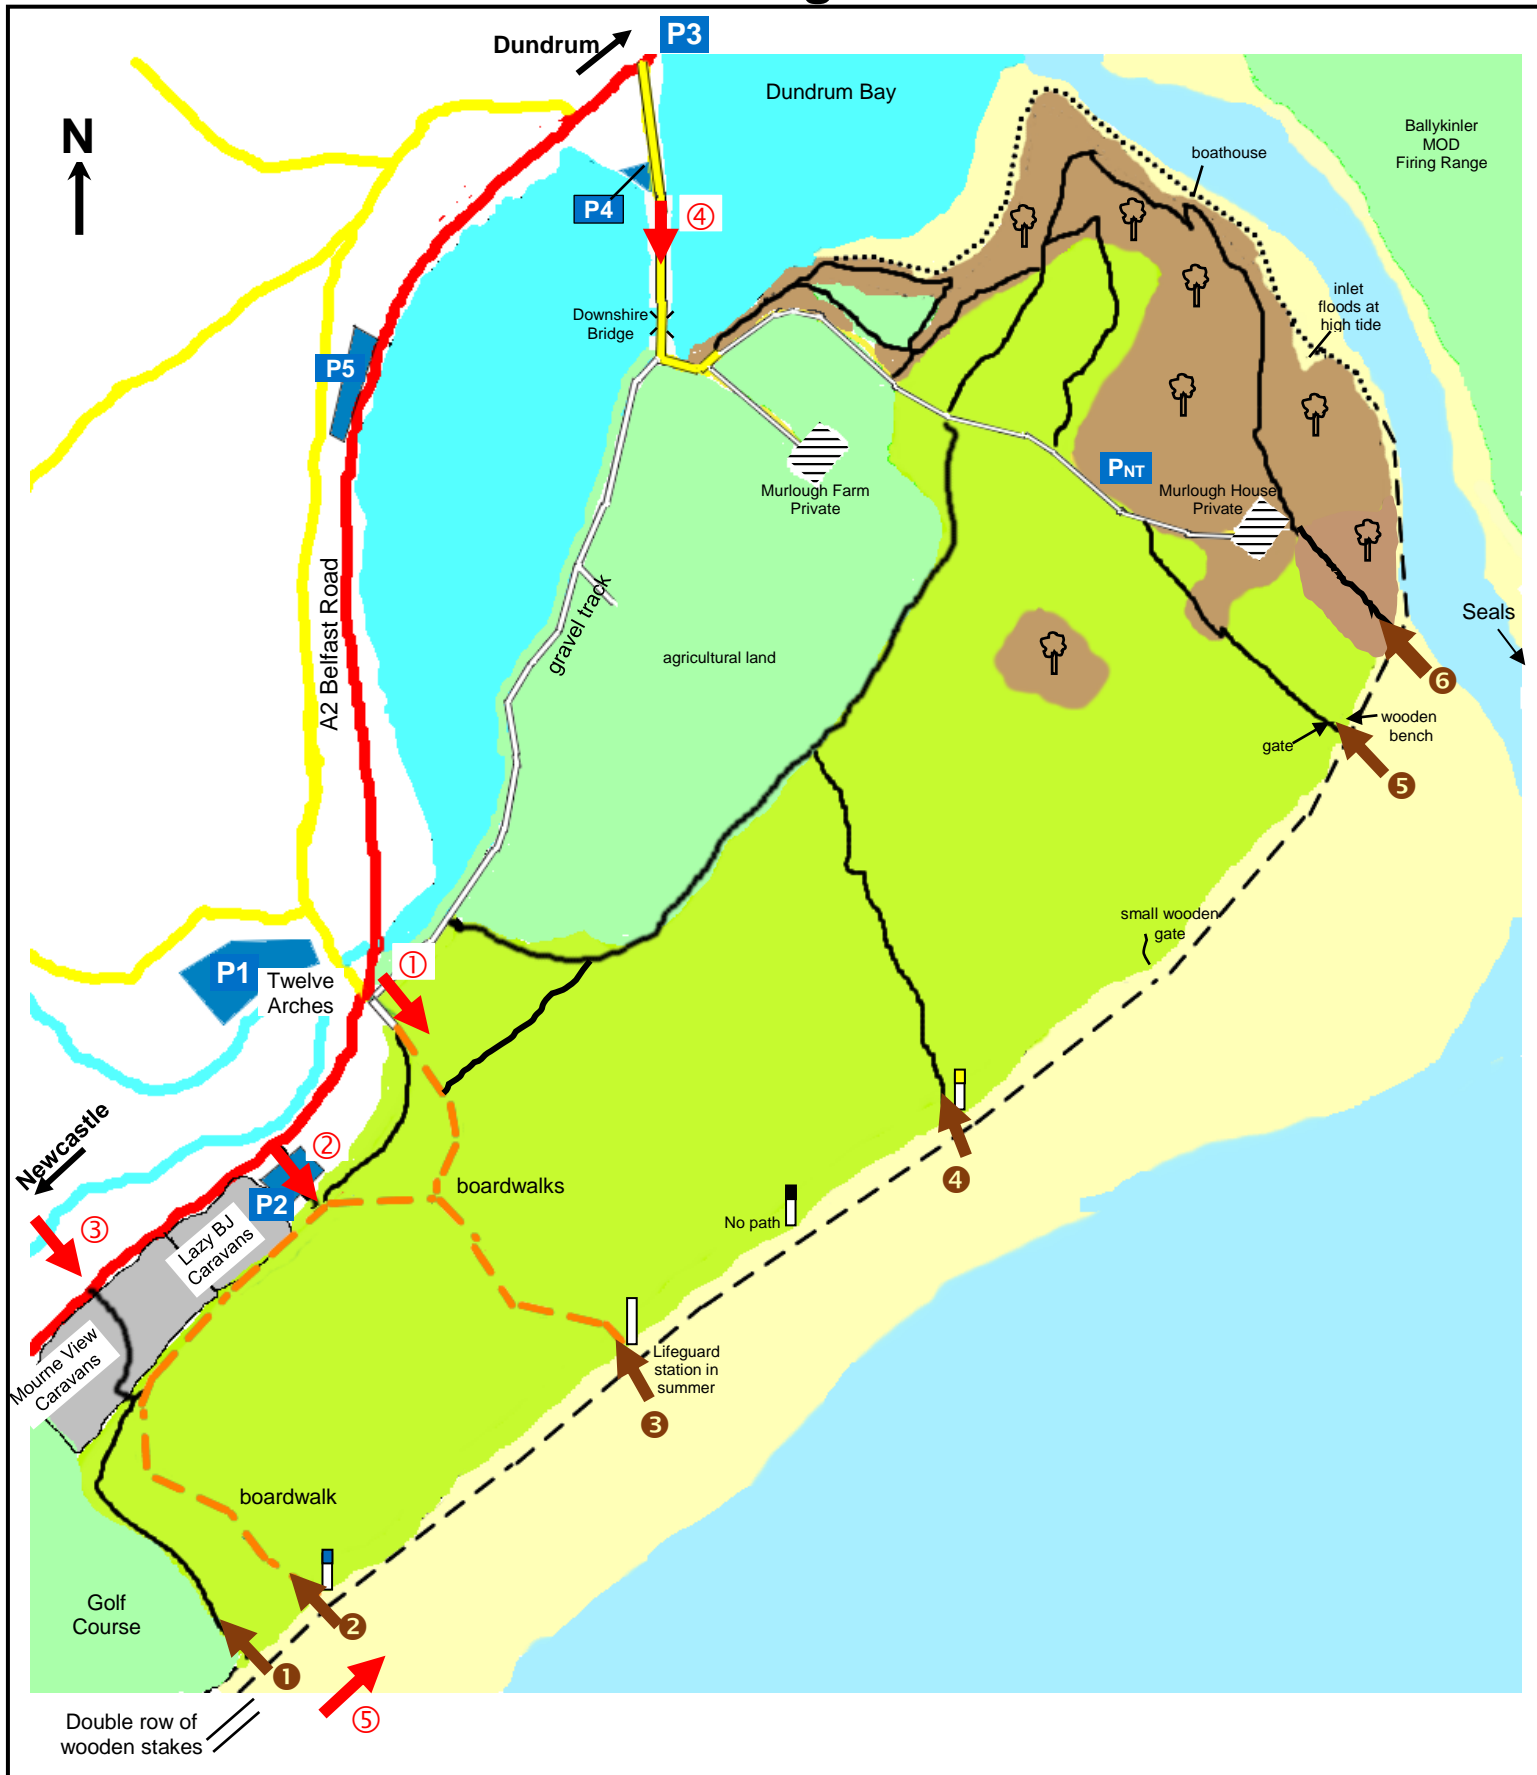 g
Dundrum
P3
Dundrum Bay
Ballykinler
MOD
Firing Range
N
boathouse
P4
④
inlet
floods at
high tide
Downshire
Bridge
P5
PNT
Murlough Farm
Private
Murlough House
Private
A2 Belfast Road
gravel track
agricultural land
Seals
❻
wooden
bench
gate
❺
small wooden
gate
P1
Twelve
Arches
①
Newcastle
②
P2
boardwalks
❹
③
Lazy BJ
Caravans
No path
Mourne View
Caravans
Lifeguard
station in
summer
❸
boardwalk
Golf
Course
❷
❶
⑤
Double row of
wooden stakes